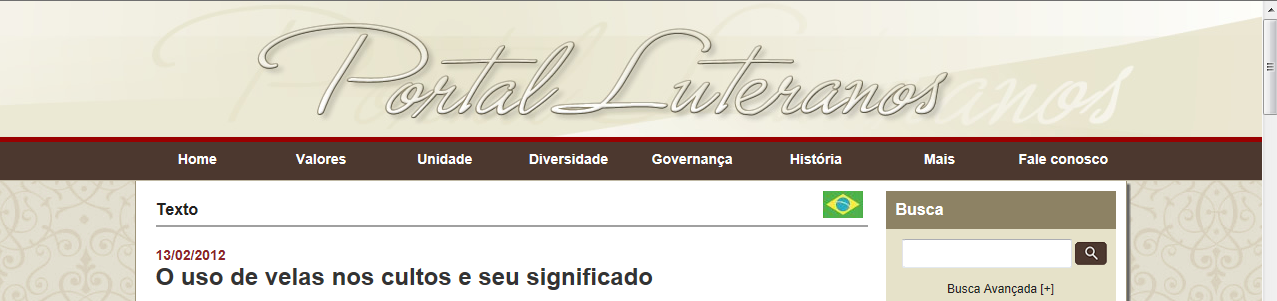 Portal Luteranos
Home Valores Unidade Diversidade Governança História Mais Fale conosco
Texto
13/02/2012
O uso de velas nos cultos e seu significado
Busca
Busca Avançada [+]